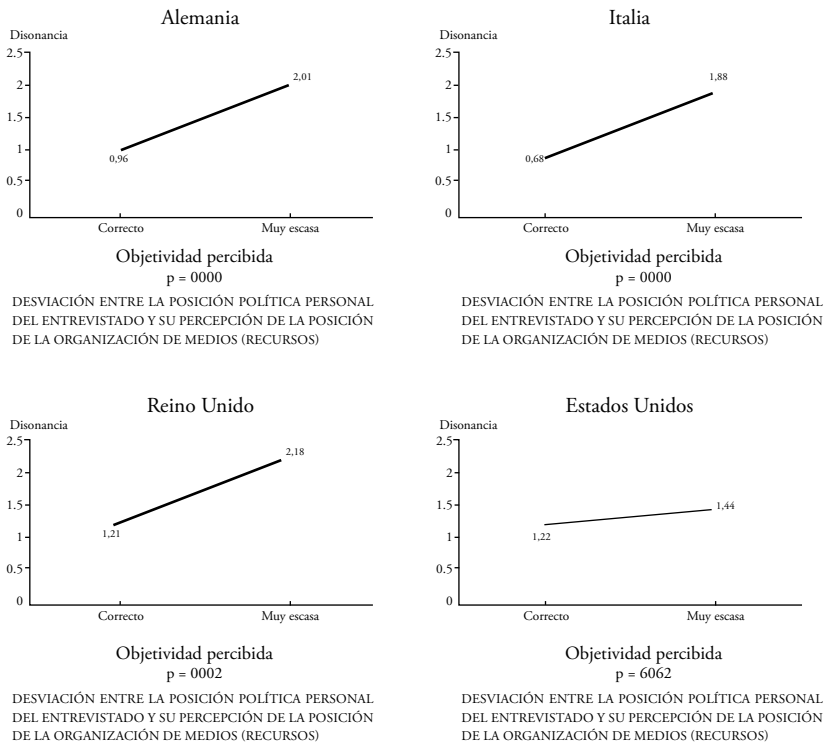 Alemania
Disonancia
2.5
2
1.5
1
0.5
0
2,01
0,96
Correcto
Muy escasa
Objetividad percibida
p = 0000
DESVIACIÓN ENTRE LA POSICIÓN POLÍTICA PERSONAL
DEL ENTREVISTADO Y SU PERCEPCIÓN DE LA POSICIÓN
DE LA ORGANIZACIÓN DE MEDIOS (RECURSOS)
Italia
Disonancia
2.5
2
1.5
1
0.5
0
1,88
0,68
Correcto
Muy escasa
Objetividad percibida
p = 0000
DESVIACIÓN ENTRE LA POSICIÓN POLÍTICA PERSONAL
DEL ENTREVISTADO Y SU PERCEPCIÓN DE LA POSICIÓN
DE LA ORGANIZACIÓN DE MEDIOS (RECURSOS)
Reino Unido
Disonancia
2.5
2
1.5
1
0.5
0
2,18
1,21
Correcto
Muy escasa
Objetividad percibida
p = 0002
DESVIACIÓN ENTRE LA POSICIÓN POLÍTICA PERSONAL
DEL ENTREVISTADO Y SU PERCEPCIÓN DE LA POSICIÓN
DE LA ORGANIZACIÓN DE MEDIOS (RECURSOS)
Estados Unidos
Disonancia
2.5
2
1.5
1
0.5
0
1,44
1,22
Correcto
Muy escasa
Objetividad percibida
p = 6062
DESVIACIÓN ENTRE LA POSICIÓN POLÍTICA PERSONAL
DEL ENTREVISTADO Y SU PERCEPCIÓN DE LA POSICIÓN
DE LA ORGANIZACIÓN DE MEDIOS (RECURSOS)